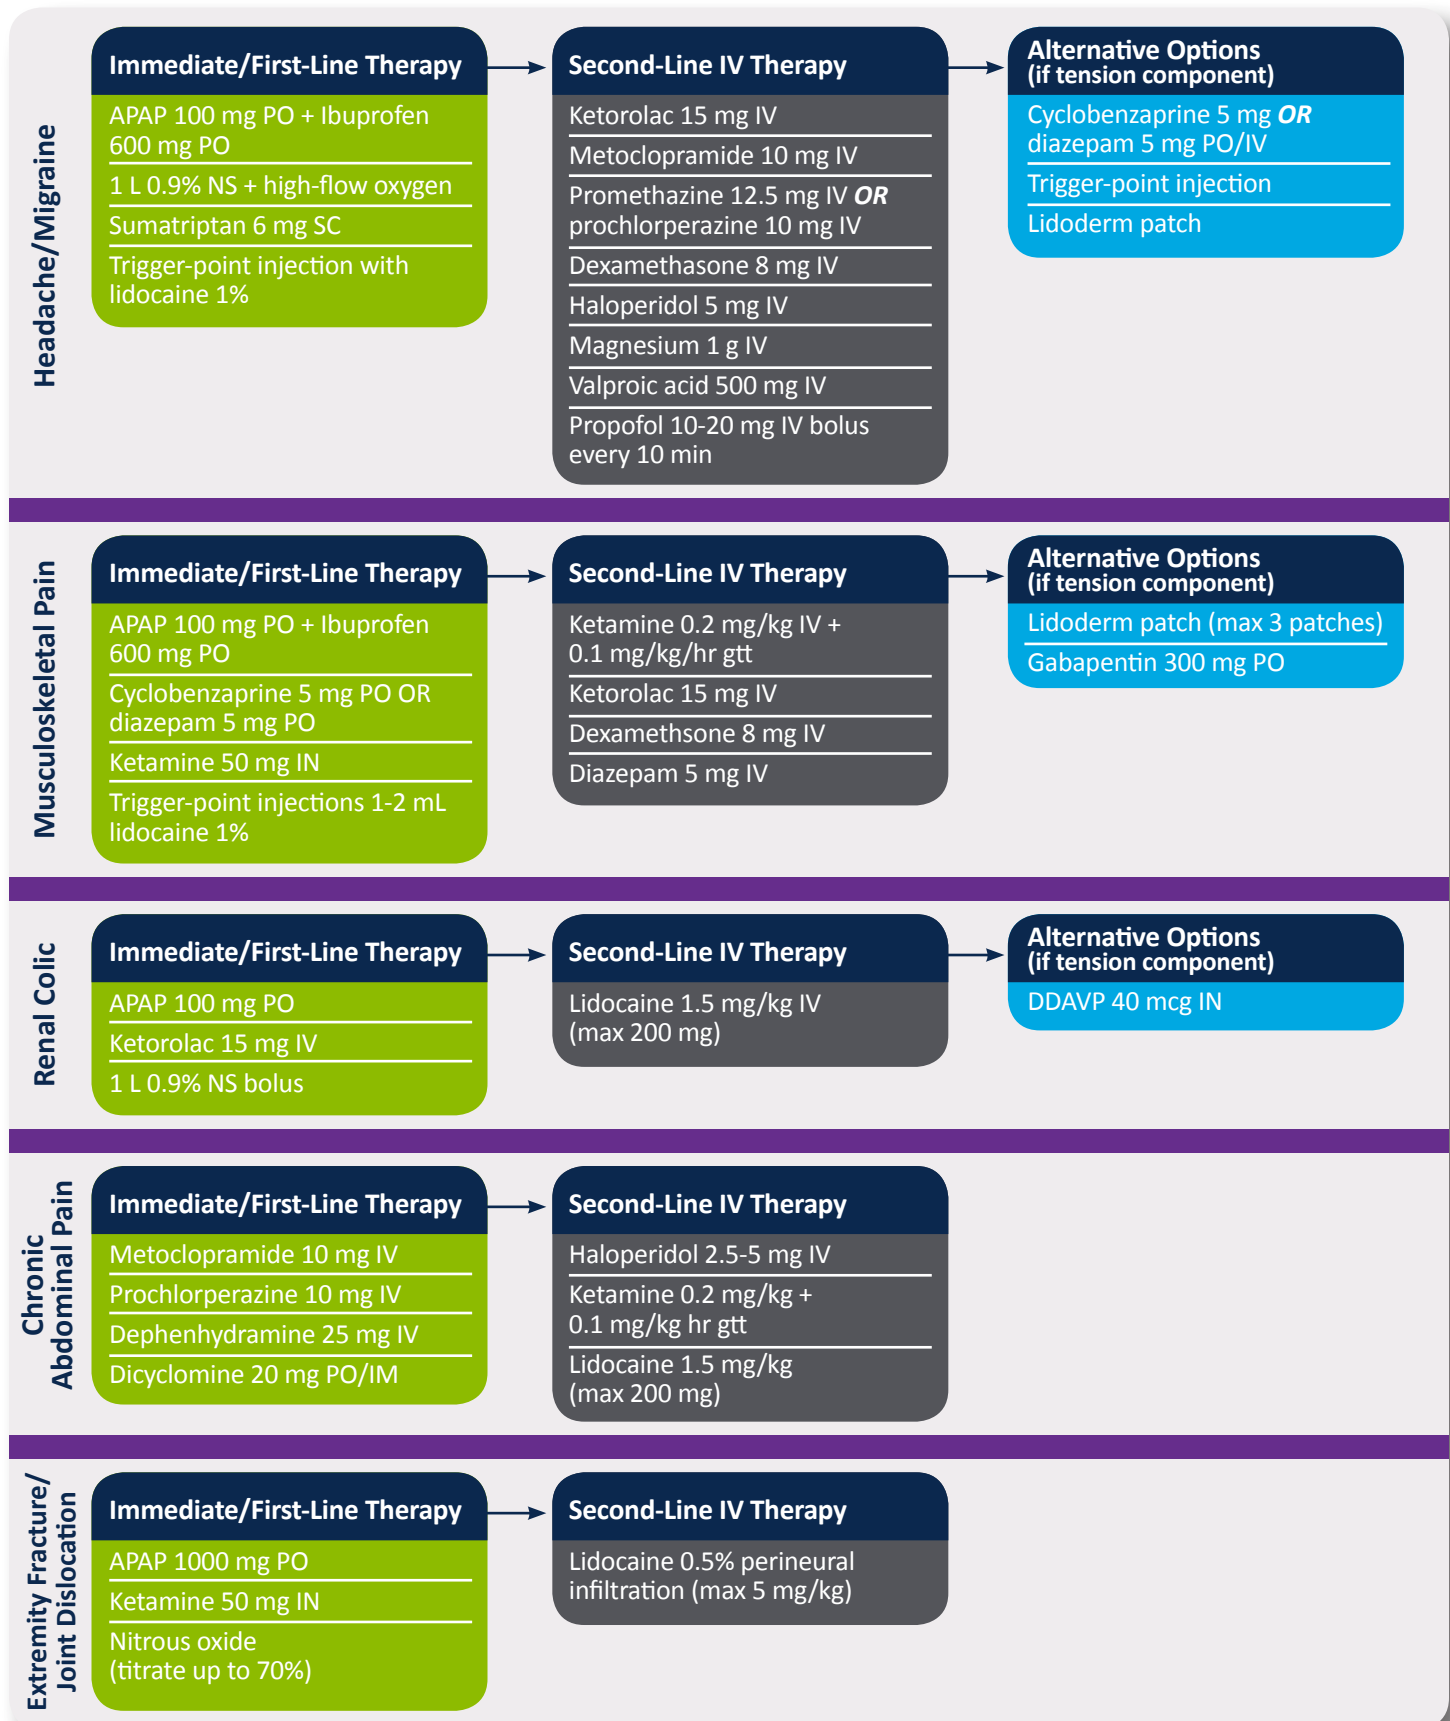 Headache/Migraine
Immediate/First-Line Therapy
APAP 100 mg PO + Ibuprofen
600 mg PO
1 L 0.9% NS + high-flow oxygen
Sumatriptan 6 mg SC
Trigger-point injection with
lidocaine 1%
Second-Line IV Therapy
Ketorolac 15 mg IV
Metoclopramide 10 mg IV
Promethazine 12.5 mg IV OR
prochlorperazine 10 mg IV
Dexamethasone 8 mg IV
Haloperidol 5 mg IV
Magnesium 1 g IV
Valproic acid 500 mg IV
Propofol 10-20 mg IV bolus
every 10 min
Alternative Options
(if tension component)
Cyclobenzaprine 5 mg OR
diazepam 5 mg PO/IV
Trigger-point injection
Lidoderm patch
Musculoskeletal Pain
Immediate/First-Line Therapy
APAP 100 mg PO + Ibuprofen
600 mg PO
Cyclobenzaprine 5 mg PO OR
diazepam 5 mg PO
Ketamine 50 mg IN
Trigger-point injections 1-2 mL
lidocaine 1%
Second-Line IV Therapy
Ketamine 0.2 mg/kg IV +
0.1 mg/kg/hr gtt
Ketorolac 15 mg IV
Dexamethsone 8 mg IV
Diazepam 5 mg IV
Alternative Options
(if tension component)
Lidoderm patch (max 3 patches)
Gabapentin 300 mg PO
Renal Colic
Immediate/First-Line Therapy
APAP 100 mg PO
Ketorolac 15 mg IV
1 L 0.9% NS bolus
Second-Line IV Therapy
Lidocaine 1.5 mg/kg IV
(max 200 mg)
Alternative Options
(if tension component)
DDAVP 40 mcg IN
Chronic
Abdominal Pain
Immediate/First-Line Therapy
Metoclopramide 10 mg IV
Prochlorperazine 10 mg IV
Dephenhydramine 25 mg IV
Dicyclomine 20 mg PO/IM
Second-Line IV Therapy
Haloperidol 2.5-5 mg IV
Ketamine 0.2 mg/kg +
0.1 mg/kg hr gtt
Lidocaine 1.5 mg/kg
(max 200 mg)
Extremity Fracture/
Joint Dislocation
Immediate/First-Line Therapy
APAP 1000 mg PO
Ketamine 50 mg IN
Nitrous oxide
(titrate up to 70%)
Second-Line IV Therapy
Lidocaine 0.5% perineural
infiltration (max 5 mg/kg)